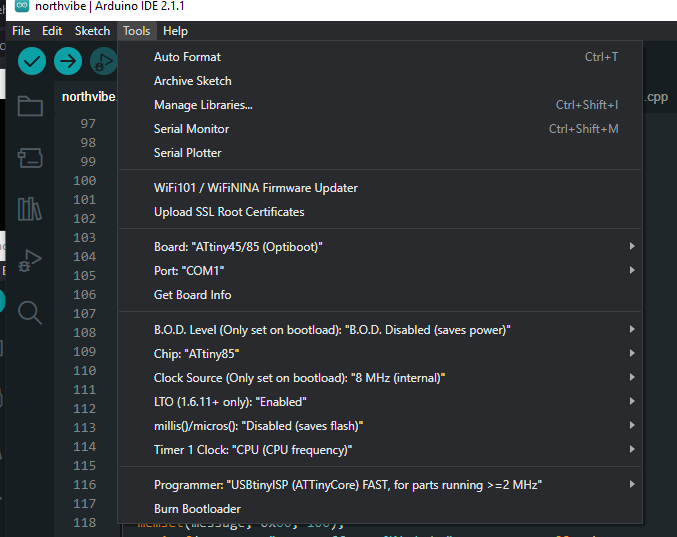 northvibe | Arduino IDE 2.1.1
File Edit Sketch Tools Help
Auto Format Ctrl+T
Archive Sketch
Manage Libraries... Ctrl+Shift+I
northvibe. .cpp
97
Serial Monitor Ctrl+Shift+M
98
Serial Plotter
99
100
WiFi101 / WiFiNINA Firmware Updater
101
Upload SSL Root Certificates
102
103
Board: "ATtiny45/85 (Optiboot)"
104
Port: "COM1"
105
Get Board Info
106
107
B.O.D. Level (Only set on bootload): "B.O.D. Disabled (saves power)"
108
Chip: "ATtiny85"
109
Clock Source (Only set on bootload): "8 MHz (internal)"
110
111
LTO (1.6.11+ only): "Enabled"
112
millis()/micros(): "Disabled (saves flash)"
113
Timer 1 Clock: "CPU (CPU frequency)"
114
115
Programmer: "USBtinyISP (ATTinyCore) FAST, for parts running >=2 MHz"
116
Burn Bootloader
117
118
memset(message, 0x00, 100);